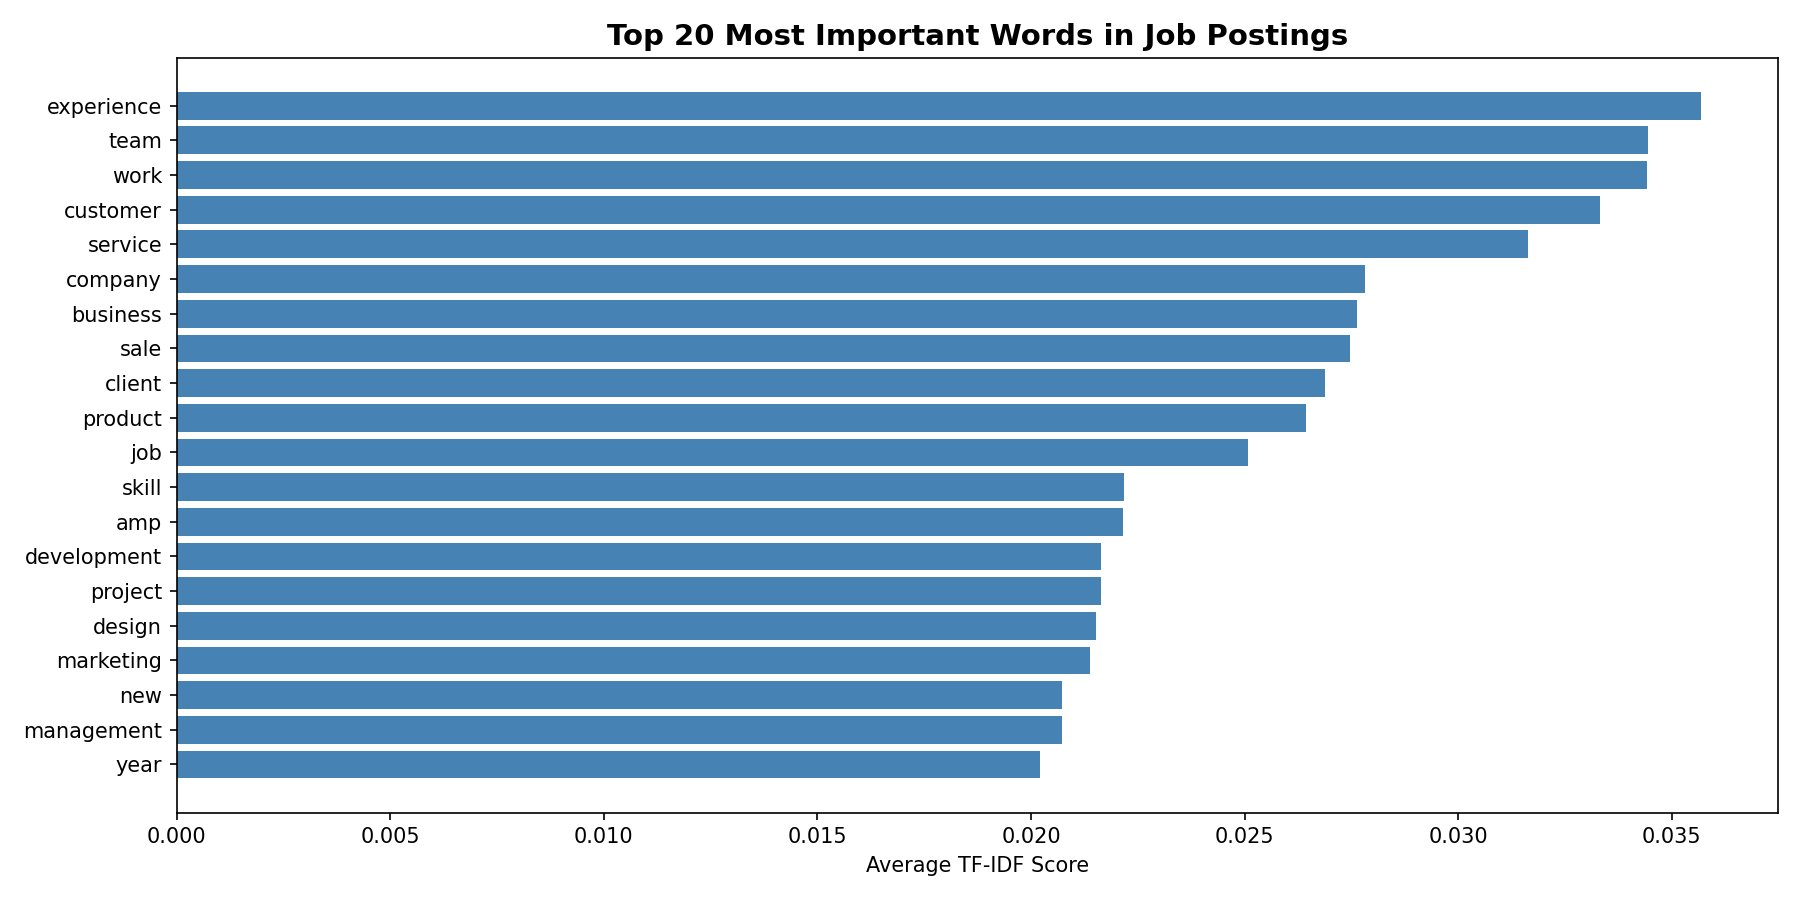 Top 20 Most Important Words in Job Postings
experience
team
work
customer
service
company
business
sale
client
product
job
skill
amp
development
project
design
marketing
new
management
year
0.000 0.005 0.010 0.015 0.020 0.025 0.030 0.035
Average TF-IDF Score